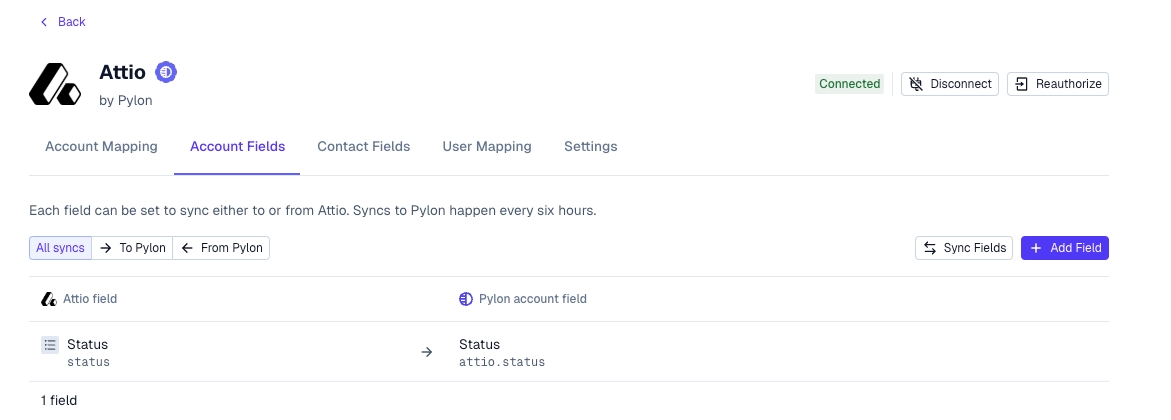 Back
Attio
by Pylon
Connected
Disconnect
Reauthorize
Account Mapping
Account Fields
Contact Fields
User Mapping
Settings
Each field can be set to sync either to or from Attio. Syncs to Pylon happen every six hours.
All syncs
To Pylon
From Pylon
Sync Fields
Add Field
Attio field
Pylon account field
Status
status
Status
attio.status
1 field